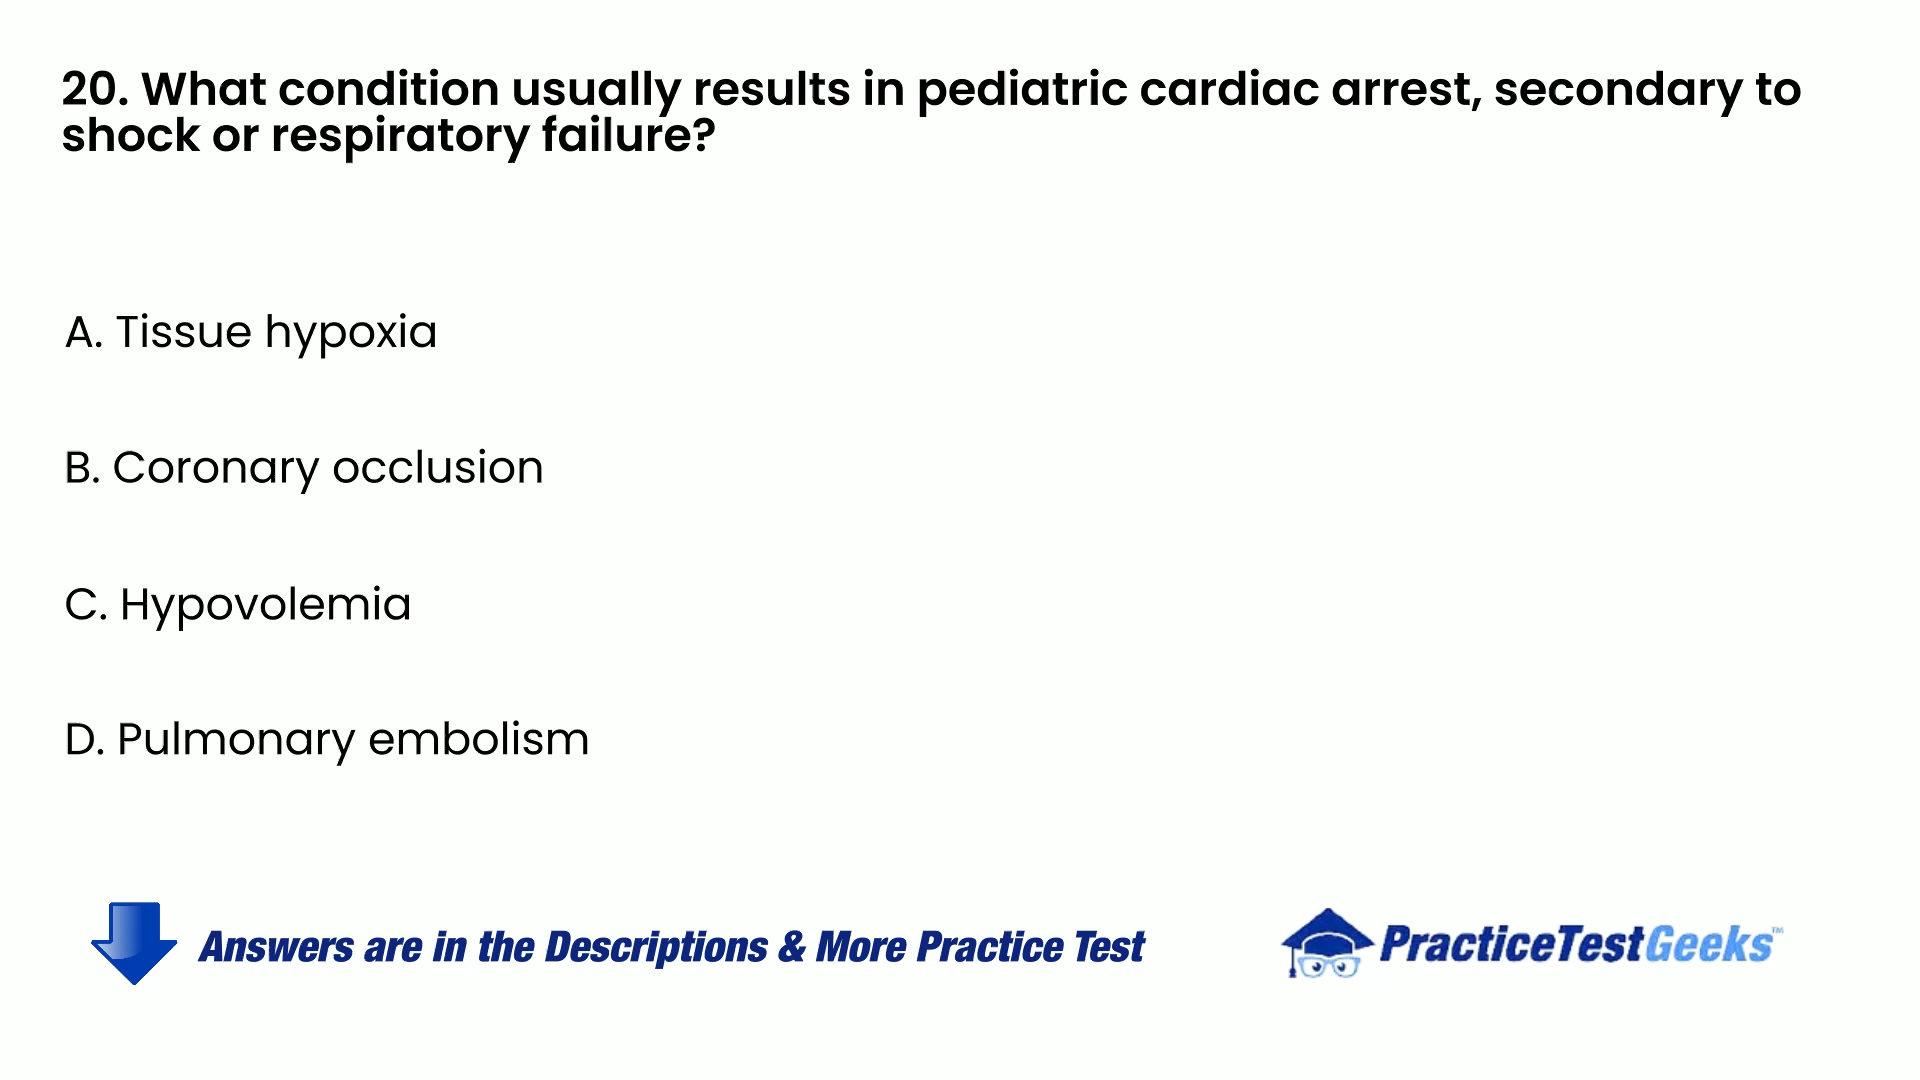 20. What condition usually results in pediatric cardiac arrest, secondary to
shock or respiratory failure?
A. Tissue hypoxia
B. Coronary occlusion
C. Hypovolemia
D. Pulmonary embolism
Answers are in the Descriptions & More Practice Test
PracticeTestGeeks™